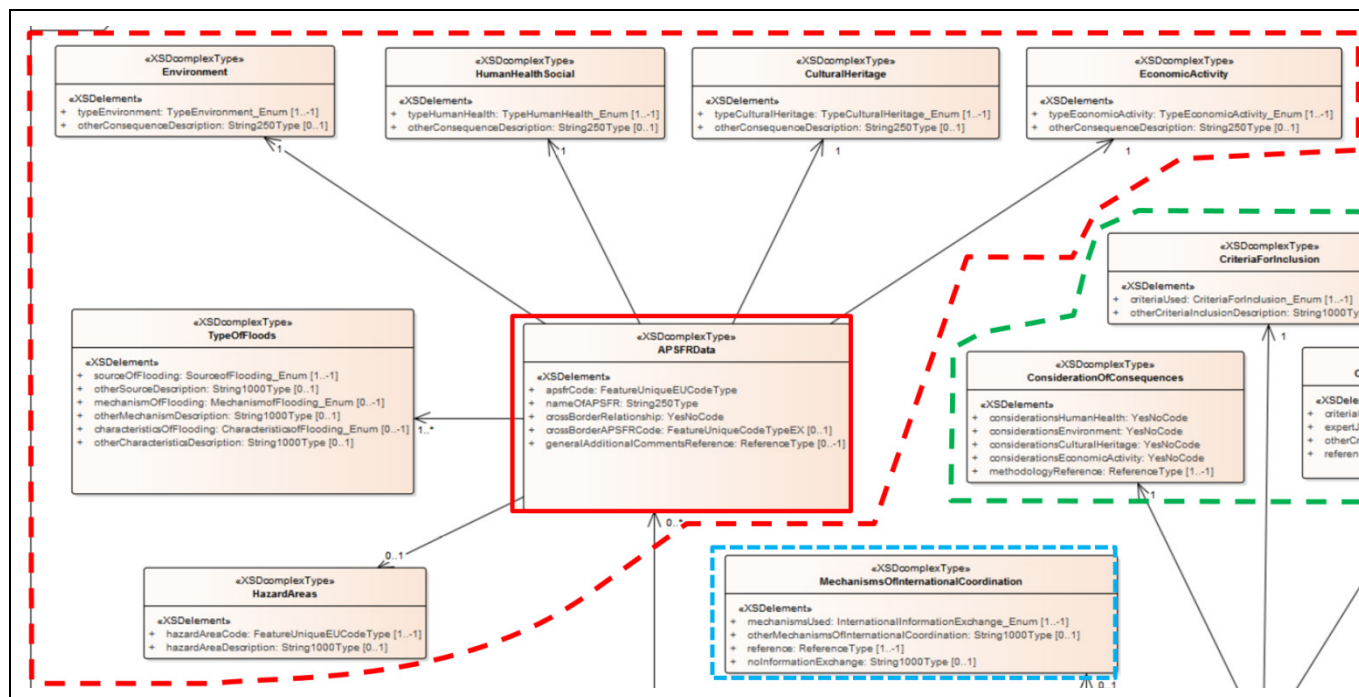 «XSDcomplexType»
Environment
«XSDelement»
+ typeEnvironment: TypeEnvironment_Enum [1..-1]
+ otherConsequenceDescription: String250Type [0..1]
«XSDcomplexType»
HumanHealthSocial
«XSDelement»
+ typeHumanHealth: TypeHumanHealth_Enum [1..-1]
+ otherConsequenceDescription: String250Type [0..1]
«XSDcomplexType»
CulturalHeritage
«XSDelement»
+ typeCulturalHeritage: TypeCulturalHeritage_Enum [1..-1]
+ otherConsequenceDescription: String250Type [0..1]
«XSDcomplexType»
EconomicActivity
«XSDelement»
+ typeEconomicActivity: TypeEconomicActivity_Enum [1..-1]
+ otherConsequenceDescription: String250Type [0..1]
1
1
1
1
«XSDcomplexType»
CriteriaForInclusion
«XSDelement»
+ criteriaUsed: CriteriaForInclusion_Enum [1..-1]
+ otherCriteriaInclusionDescription: String1000Typ
1
«XSDcomplexType»
TypeOfFloods
«XSDelement»
+ sourceOfFlooding: SourceofFlooding_Enum [1..-1]
+ otherSourceDescription: String1000Type [0..1]
+ mechanismOfFlooding: MechanismofFlooding_Enum [0..-1]
+ otherMechanismDescription: String1000Type [0..1]
+ characteristicsOfFlooding: CharacteristicsofFlooding_Enum [0..-1]
+ otherCharacteristicsDescription: String1000Type [0..1]
1..*
«XSDcomplexType»
APSFRData
«XSDelement»
+ apsfrCode: FeatureUniqueEUCodeType
+ nameOfAPSFR: String250Type
+ crossBorderRelationship: YesNoCode
+ crossBorderAPSFRCode: FeatureUniqueCodeTypeEX [0..1]
+ generalAdditionalCommentsReference: ReferenceType [0..-1]
0..*
«XSDcomplexType»
ConsiderationOfConsequences
«XSDelement»
+ considerationsHumanHealth: YesNoCode
+ considerationsEnvironment: YesNoCode
+ considerationsCulturalHeritage: YesNoCode
+ considerationsEconomicActivity: YesNoCode
+ methodologyReference: ReferenceType [1..-1]
1
C
«XSDele
+ criteria
+ expertJ
+ otherCr
+ referen
0..1
«XSDcomplexType»
HazardAreas
«XSDelement»
+ hazardAreaCode: FeatureUniqueEUCodeType [1..-1]
+ hazardAreaDescription: String1000Type [0..1]
«XSDcomplexType»
MechanismsOfInternationalCoordination
«XSDelement»
+ mechanismsUsed: InternationalInformationExchange_Enum [1..-1]
+ otherMechanismsOfInternationalCoordination: String1000Type [0..1]
+ reference: ReferenceType [1..-1]
+ noInformationExchange: String1000Type [0..1]
0..1